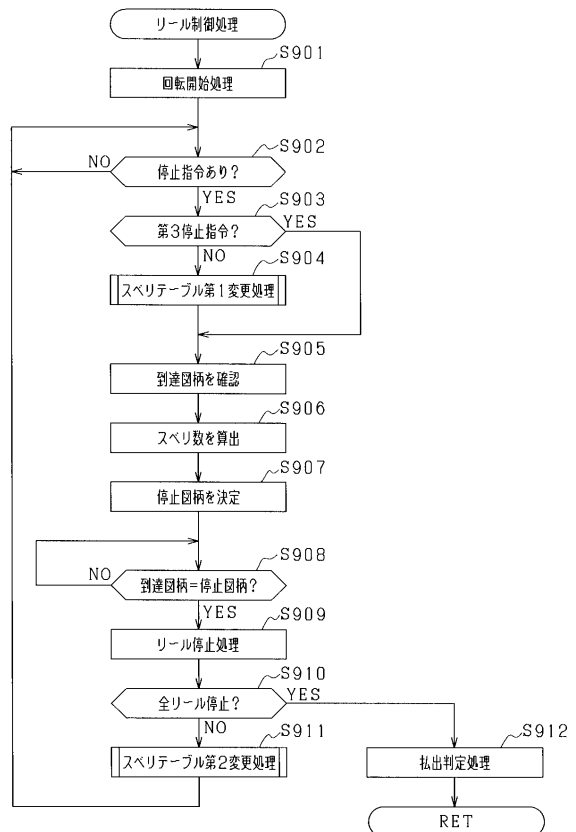 リール制御処理
S901
回転開始処理
S902
NO
停止指令あり?
YES
S903
第3停止指令?
YES
NO
S904
スベリテーブル第1変更処理
S905
到達図柄を確認
S906
スベリ数を算出
S907
停止図柄を決定
S908
NO
到達図柄=停止図柄?
YES
S909
リール停止処理
S910
全リール停止?
YES
NO
S911
スベリテーブル第2変更処理
S912
払出判定処理
RET